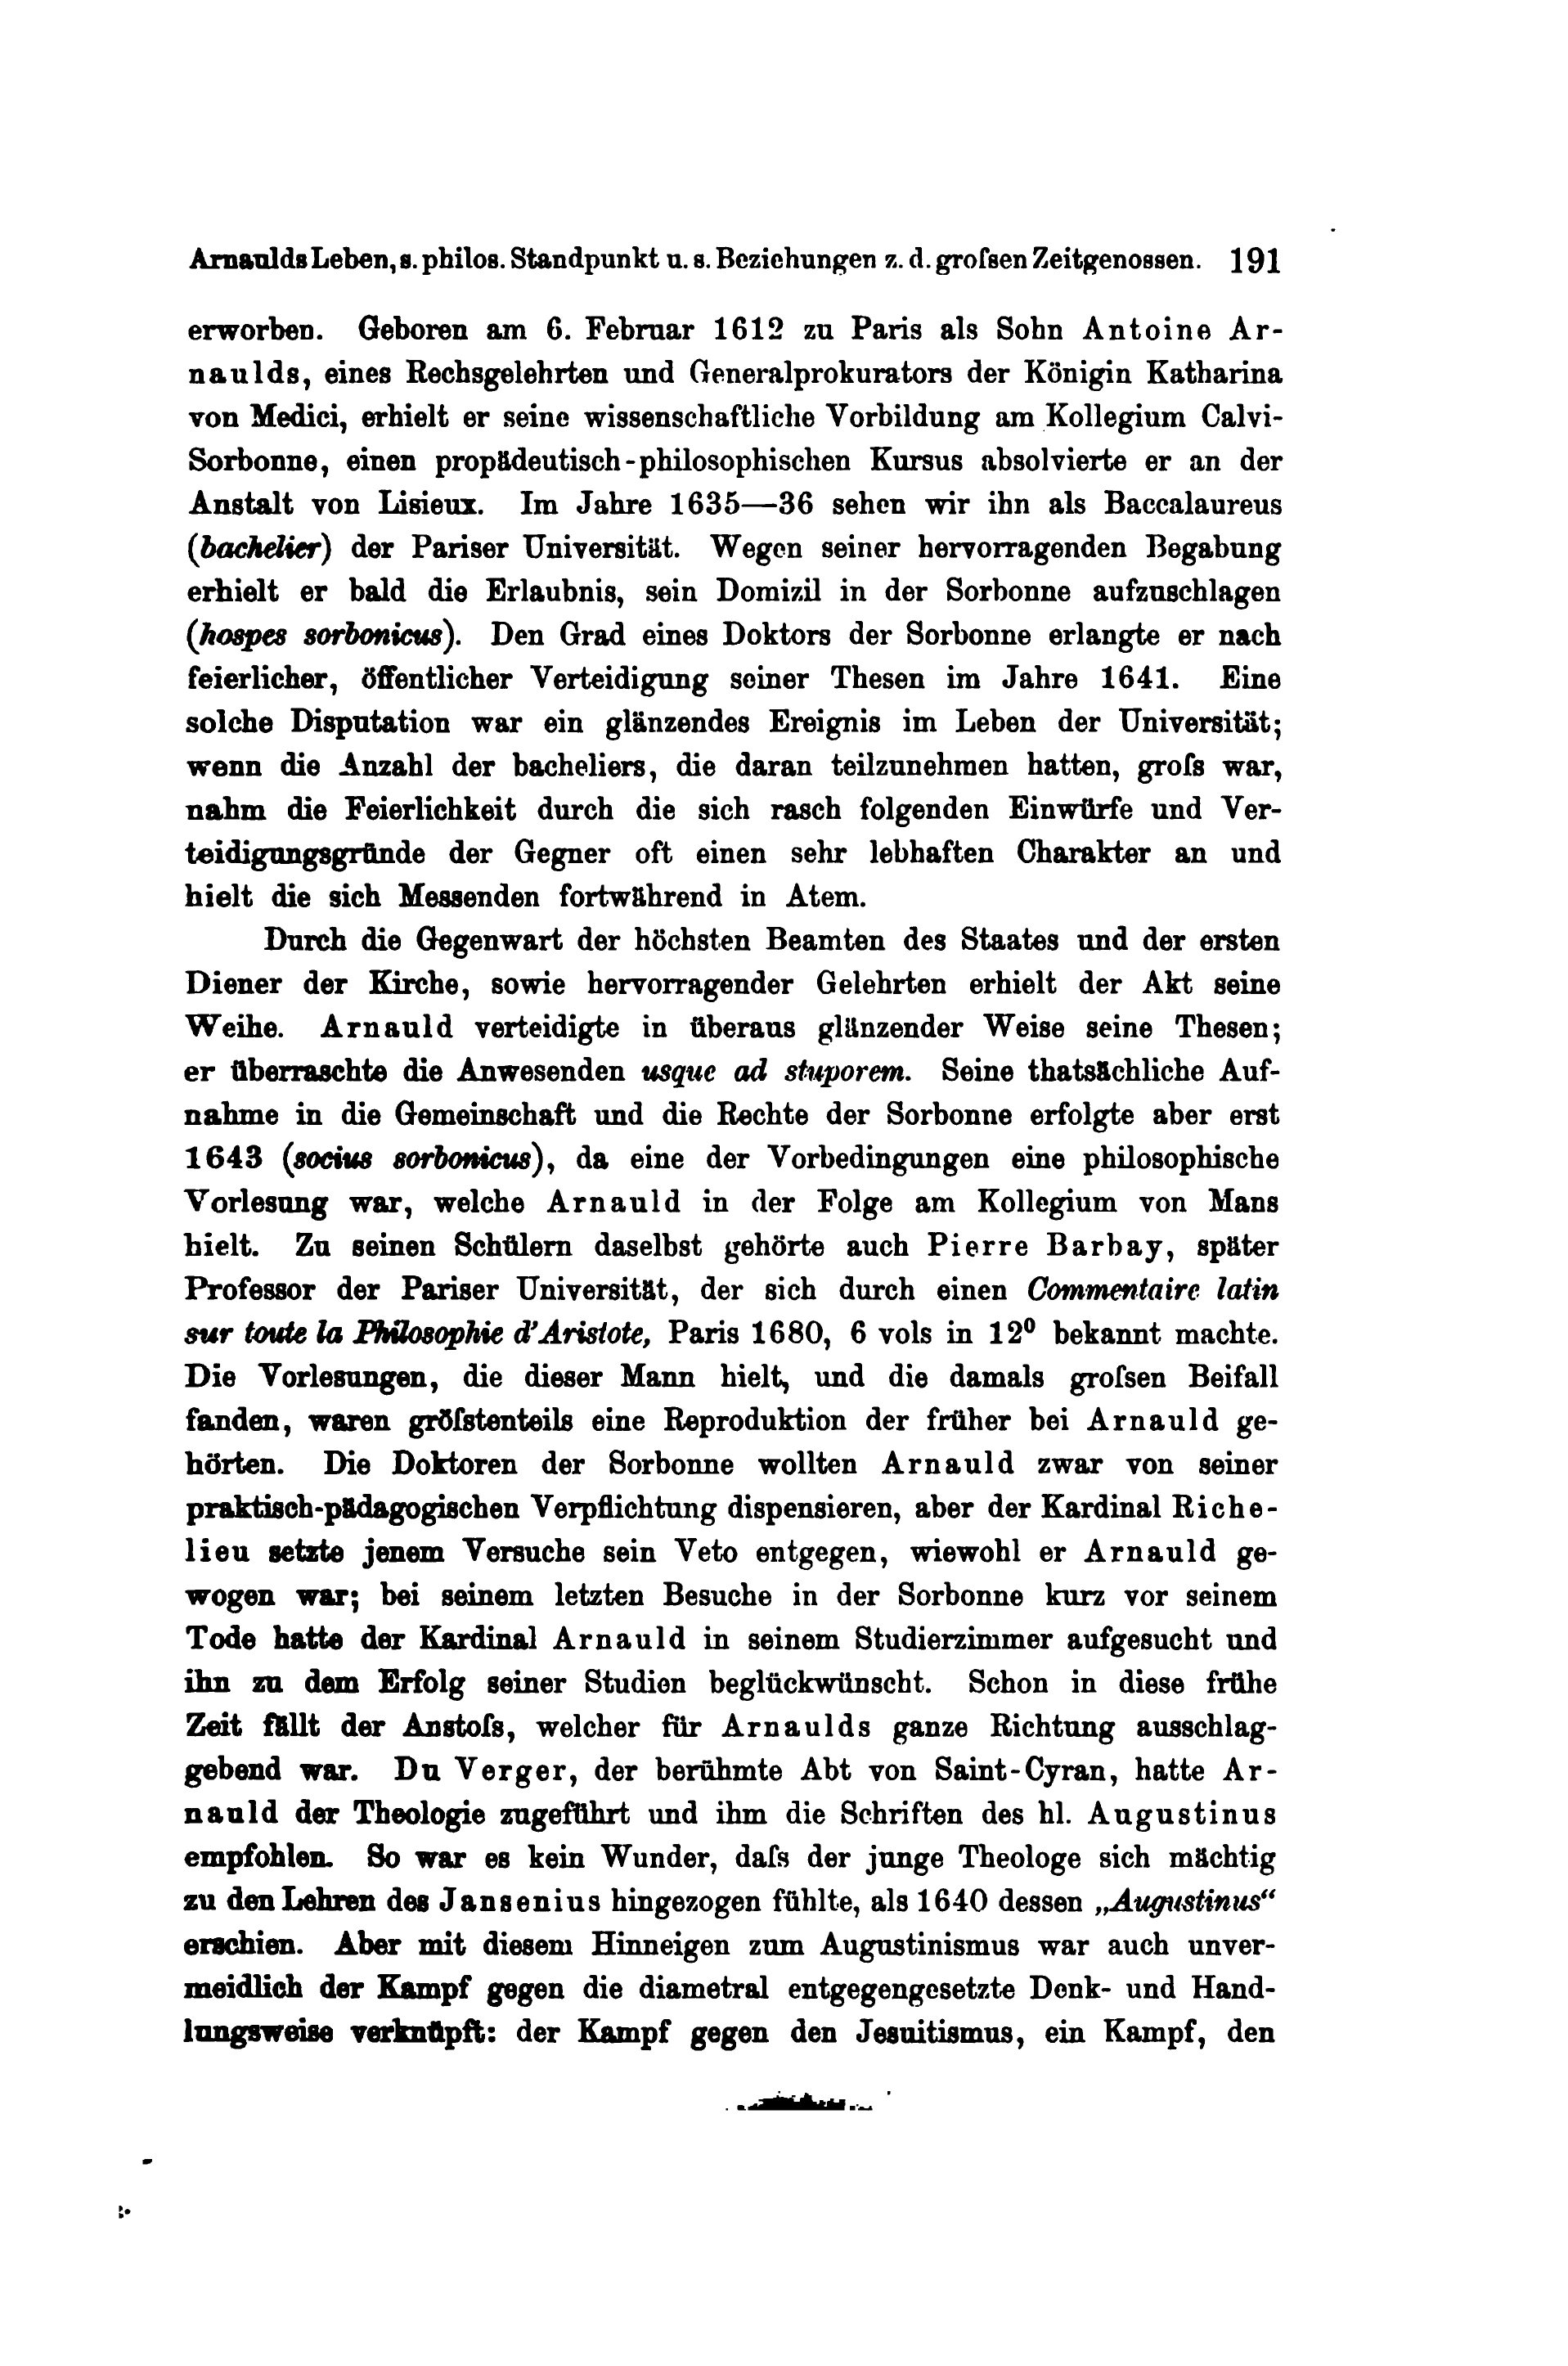 Arnaulds Leben, s. philos. Standpunkt u. s. Beziehungen z. d. groſsen Zeitgenossen. 191
erworben. Geboren am 6. Februar 1612 zu Paris als Sohn Antoine Ar-
naulds, eines Rechsgelehrten und Generalprokurators der Königin Katharina
von Medici, erhielt er seine wissenschaftliche Vorbildung am Kollegium Calvi-
Sorbonne, einen propädeutisch-philosophischen Kursus absolvierte er an der
Anstalt von Lisieux. Im Jahre 1635—36 sehen wir ihn als Baccalaureus
(bachelier) der Pariser Universität. Wegen seiner hervorragenden Begabung
erhielt er bald die Erlaubnis, sein Domizil in der Sorbonne aufzuschlagen
(hospes sorbonicus). Den Grad eines Doktors der Sorbonne erlangte er nach
feierlicher, öffentlicher Verteidigung seiner Thesen im Jahre 1641. Eine
solche Disputation war ein glänzendes Ereignis im Leben der Universität;
wenn die Anzahl der bacheliers, die daran teilzunehmen hatten, groſs war,
nahm die Feierlichkeit durch die sich rasch folgenden Einwürfe und Ver-
teidigungsgründe der Gegner oft einen sehr lebhaften Charakter an und
hielt die sich Messenden fortwährend in Atem.
Durch die Gegenwart der höchsten Beamten des Staates und der ersten
Diener der Kirche, sowie hervorragender Gelehrten erhielt der Akt seine
Weihe. Arnauld verteidigte in überaus glänzender Weise seine Thesen;
er überraschte die Anwesenden usque ad stuporem. Seine thatsächliche Auf-
nahme in die Gemeinschaft und die Rechte der Sorbonne erfolgte aber erst
1643 (socius sorbonicus), da eine der Vorbedingungen eine philosophische
Vorlesung war, welche Arnauld in der Folge am Kollegium von Mans
hielt. Zu seinen Schülern daselbst gehörte auch Pierre Barbay, später
Professor der Pariser Universität, der sich durch einen Commentaire latin
sur toute la Philosophie d'Aristote, Paris 1680, 6 vols in 12⁰ bekannt machte.
Die Vorlesungen, die dieser Mann hielt, und die damals groſsen Beifall
fanden, waren gröſstenteils eine Reproduktion der früher bei Arnauld ge-
hörten. Die Doktoren der Sorbonne wollten Arnauld zwar von seiner
praktisch-pädagogischen Verpflichtung dispensieren, aber der Kardinal Riche-
lieu setzte jenem Versuche sein Veto entgegen, wiewohl er Arnauld ge-
wogen war; bei seinem letzten Besuche in der Sorbonne kurz vor seinem
Tode hatte der Kardinal Arnauld in seinem Studierzimmer aufgesucht und
ihn zu dem Erfolg seiner Studien beglückwünscht. Schon in diese frühe
Zeit fällt der Anstoſs, welcher für Arnaulds ganze Richtung ausschlag-
gebend war. Du Verger, der berühmte Abt von Saint-Cyran, hatte Ar-
nauld der Theologie zugeführt und ihm die Schriften des hl. Augustinus
empfohlen. So war es kein Wunder, daſs der junge Theologe sich mächtig
zu den Lehren des Jansenius hingezogen fühlte, als 1640 dessen „Augustinus“
erschien. Aber mit diesem Hinneigen zum Augustinismus war auch unver-
meidlich der Kampf gegen die diametral entgegengesetzte Denk- und Hand-
lungsweise verknüpft: der Kampf gegen den Jesuitismus, ein Kampf, den